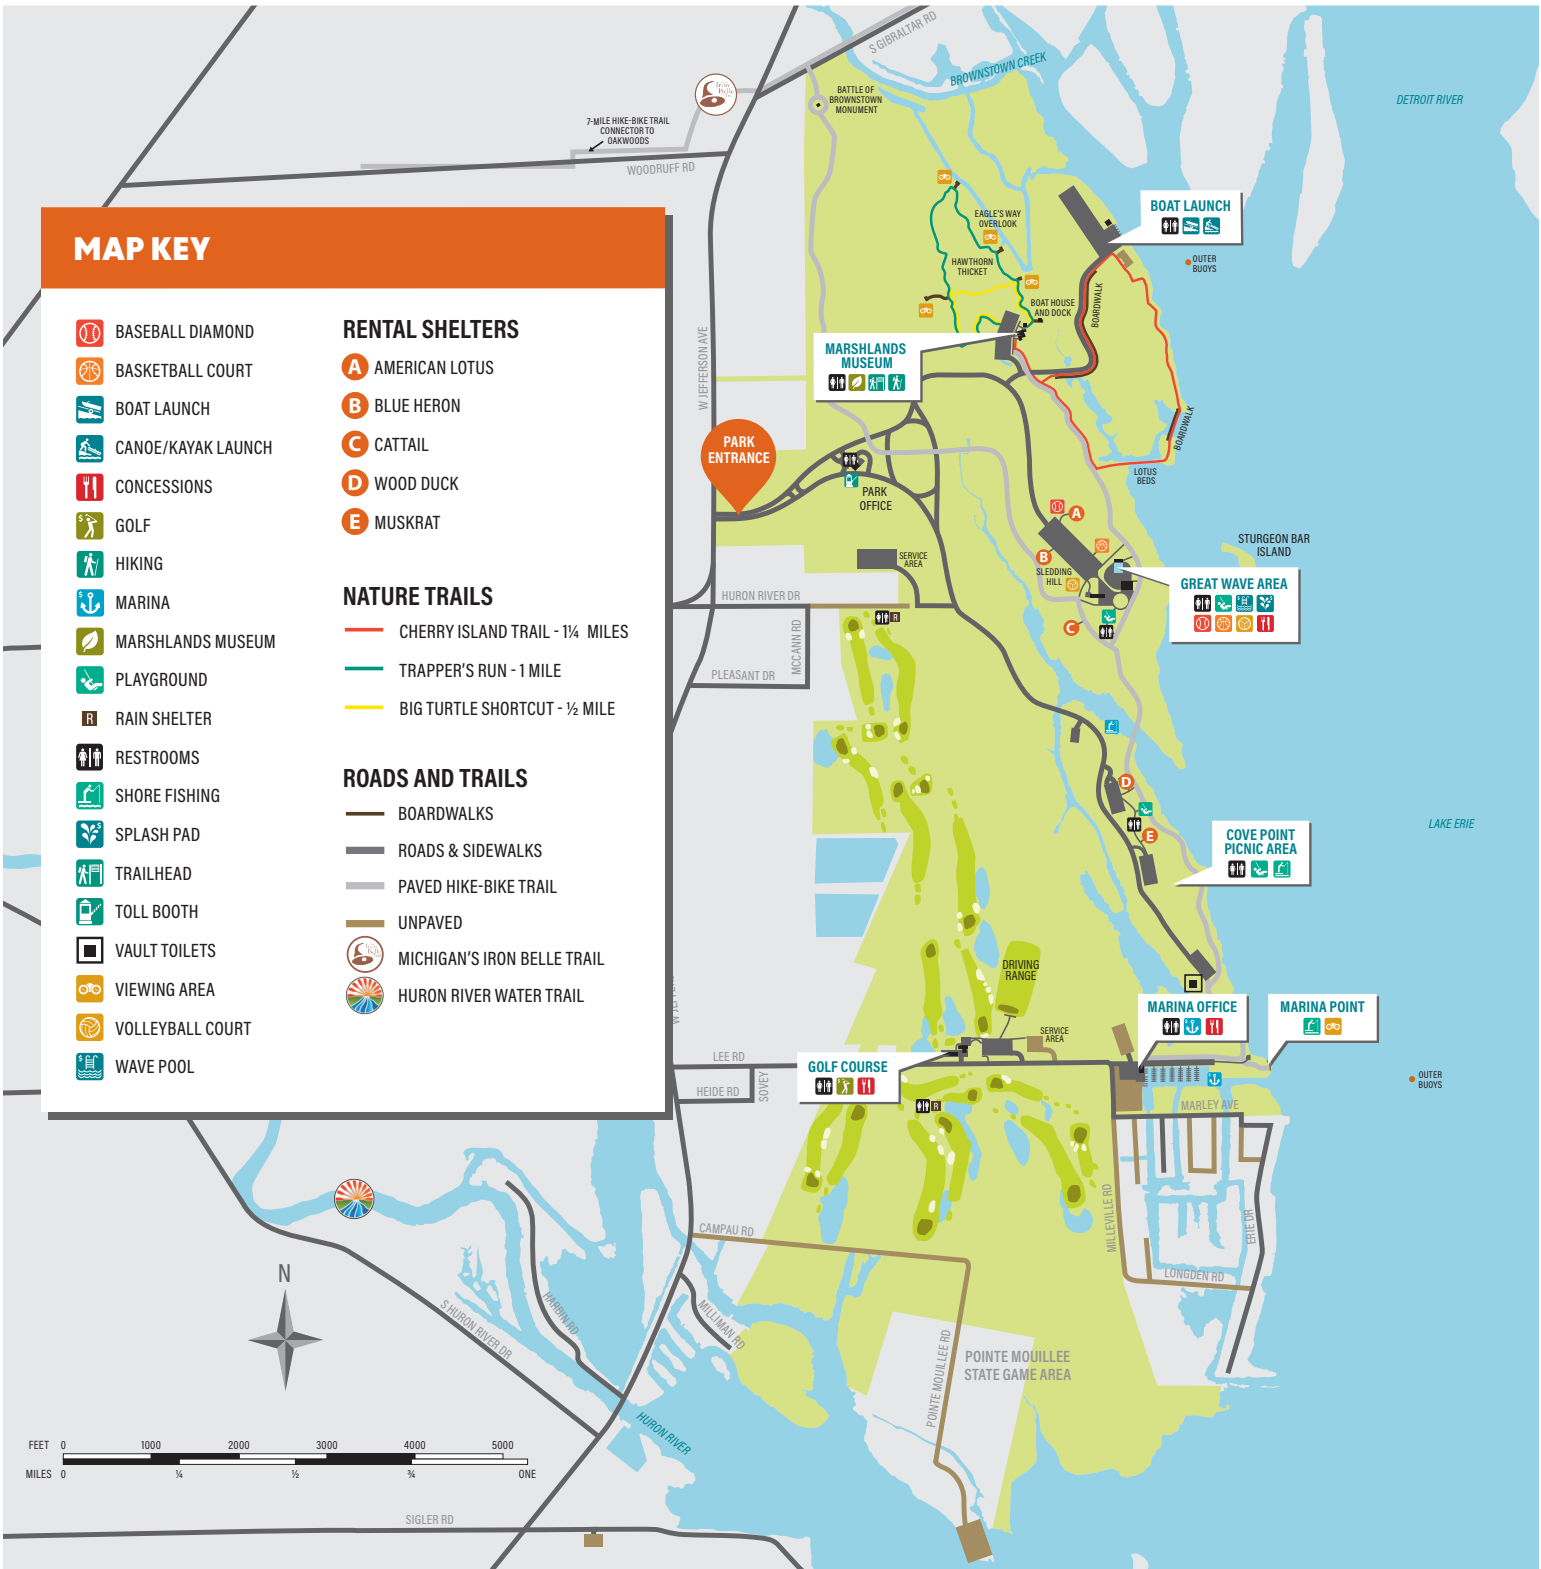 S GIBRALTAR RD
BROWNSTOWN CREEK
DETROIT RIVER
BATTLE OF
BROWNSTOWN
MONUMENT
7-MILE HIKE-BIKE TRAIL
CONNECTOR TO
OAKWOODS
WOODRUFF RD
Iron
Belle
EAGLE'S WAY
OVERLOOK
HAWTHORN
THICKET
BOAT HOUSE
AND DOCK
BOARDWALK
BOAT LAUNCH
OUTER
BUOYS
MARSHLANDS
MUSEUM
W JEFFERSON AVE
PARK
ENTRANCE
PARK
OFFICE
BOARDWALK
LOTUS
BEDS
A
B
SLEDDING
HILL
C
STURGEON BAR
ISLAND
GREAT WAVE AREA
SERVICE
AREA
HURON RIVER DR
MCCANN RD
PLEASANT DR
R
D
E
COVE POINT
PICNIC AREA
LAKE ERIE
DRIVING
RANGE
SERVICE
AREA
MARINA OFFICE
MARINA POINT
GOLF COURSE
LEE RD
HEIDE RD
SOVEY
R
OUTER
BUOYS
MARLEY AVE
MILLEVILLE RD
ERIE DR
LONGDEN RD
CAMPAU RD
POINTE MOUILLEE RD
POINTE MOUILLEE
STATE GAME AREA
MILLIMAN RD
HARBIN RD
S HURON RIVER DR
HURON RIVER
SIGLER RD
MAP KEY
BASEBALL DIAMOND
BASKETBALL COURT
BOAT LAUNCH
CANOE/KAYAK LAUNCH
CONCESSIONS
$ GOLF
HIKING
$ MARINA
MARSHLANDS MUSEUM
PLAYGROUND
R RAIN SHELTER
RESTROOMS
SHORE FISHING
$ SPLASH PAD
TRAILHEAD
TOLL BOOTH
VAULT TOILETS
VIEWING AREA
VOLLEYBALL COURT
$ WAVE POOL
RENTAL SHELTERS
A AMERICAN LOTUS
B BLUE HERON
C CATTAIL
D WOOD DUCK
E MUSKRAT
NATURE TRAILS
CHERRY ISLAND TRAIL - 1¼ MILES
TRAPPER'S RUN - 1 MILE
BIG TURTLE SHORTCUT - ½ MILE
ROADS AND TRAILS
BOARDWALKS
ROADS & SIDEWALKS
PAVED HIKE-BIKE TRAIL
UNPAVED
MICHIGAN'S IRON BELLE TRAIL
HURON RIVER WATER TRAIL
N
FEET 0 1000 2000 3000 4000 5000
MILES 0 ¼ ½ ¾ ONE